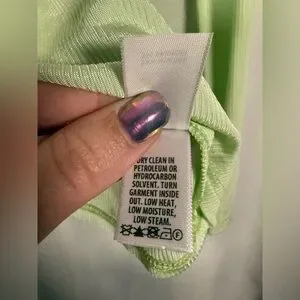 DRY CLEAN IN
PETROLEUM OR
HYDROCARBON
SOLVENT. TURN
GARMENT INSIDE
OUT. LOW HEAT,
LOW MOISTURE,
LOW STEAM.
F